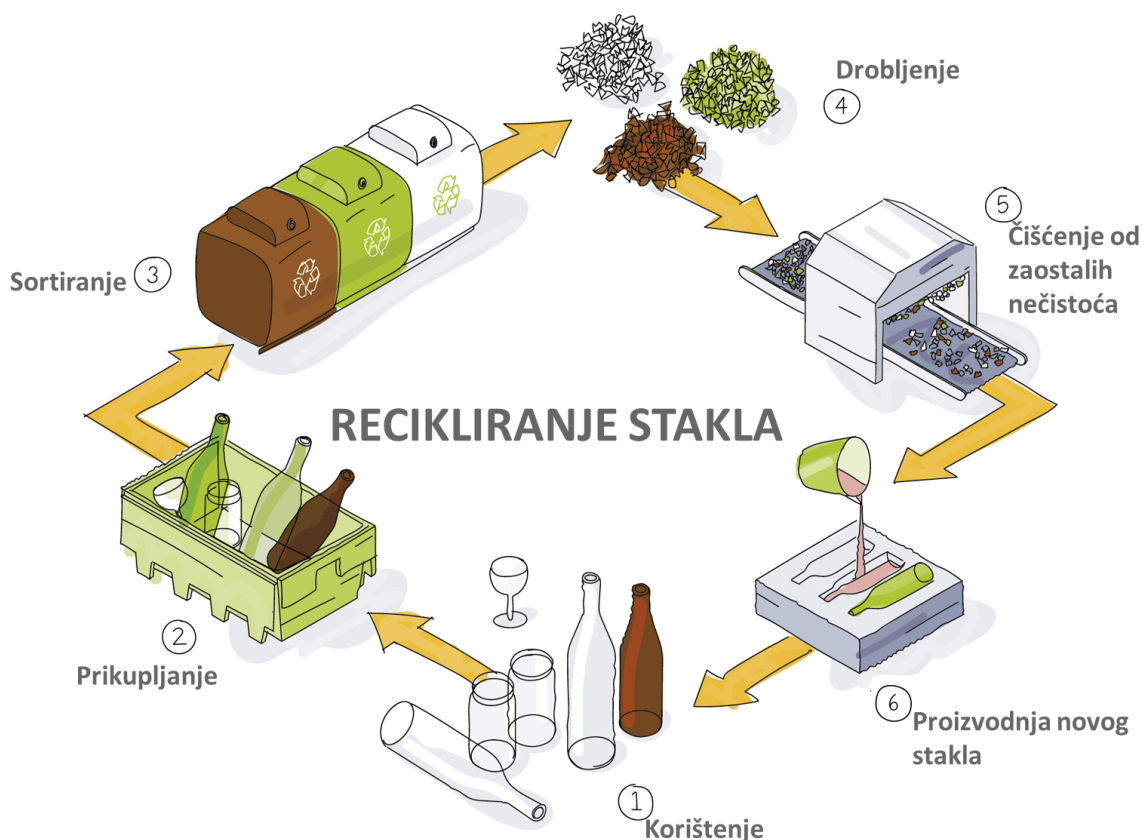 RECIKLIRANJE STAKLA
1
Korištenje
2
Prikupljanje
Sortiranje 3
Drobljenje
4
5
Čišćenje od
zaostalih
nečistoća
6
Proizvodnja novog
stakla